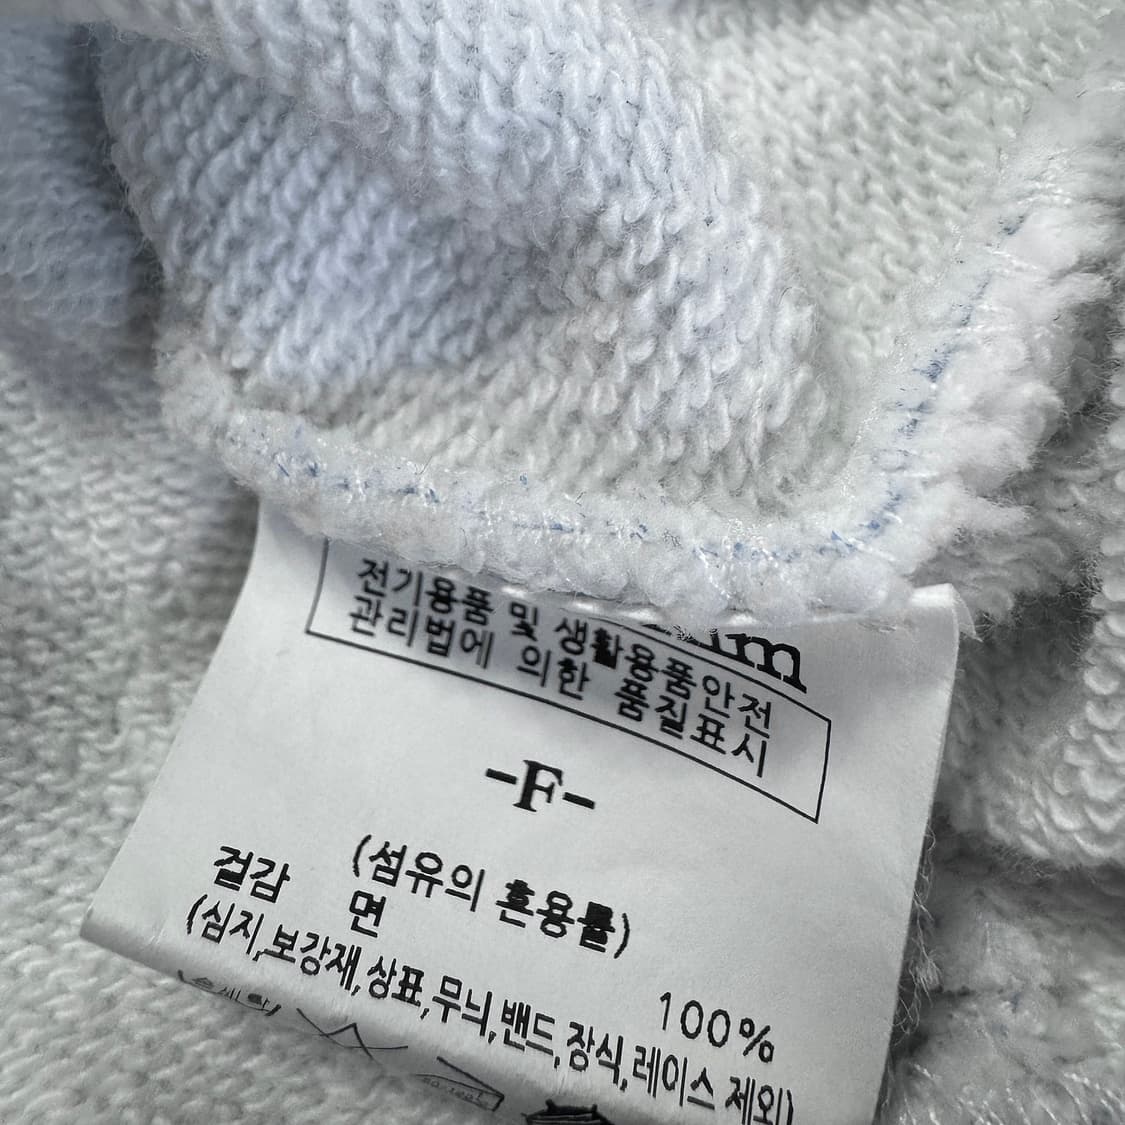 전기용품 및 생활용품안전
관리법에 의한 품질표시
-F-
(섬유의 혼용률)
겉감 면 100%
(심지,보강재,상표,무늬,밴드,장식,레이스 제외)